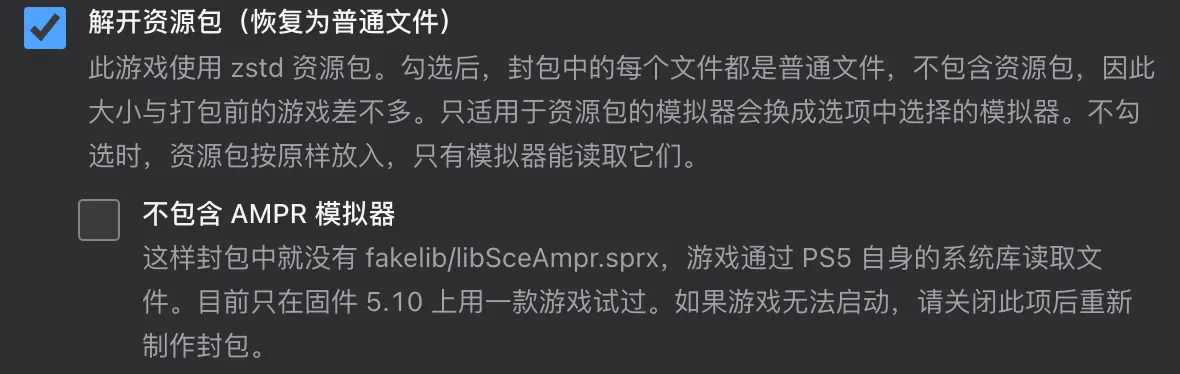 解开资源包（恢复为普通文件）
此游戏使用 zstd 资源包。勾选后，封包中的每个文件都是普通文件，不包含资源包，因此
大小与打包前的游戏差不多。只适用于资源包的模拟器会换成选项中选择的模拟器。不勾
选时，资源包按原样放入，只有模拟器能读取它们。
不包含 AMPR 模拟器
这样封包中就没有 fakelib/libSceAmpr.sprx，游戏通过 PS5 自身的系统库读取文
件。目前只在固件 5.10 上用一款游戏试过。如果游戏无法启动，请关闭此项后重新
制作封包。